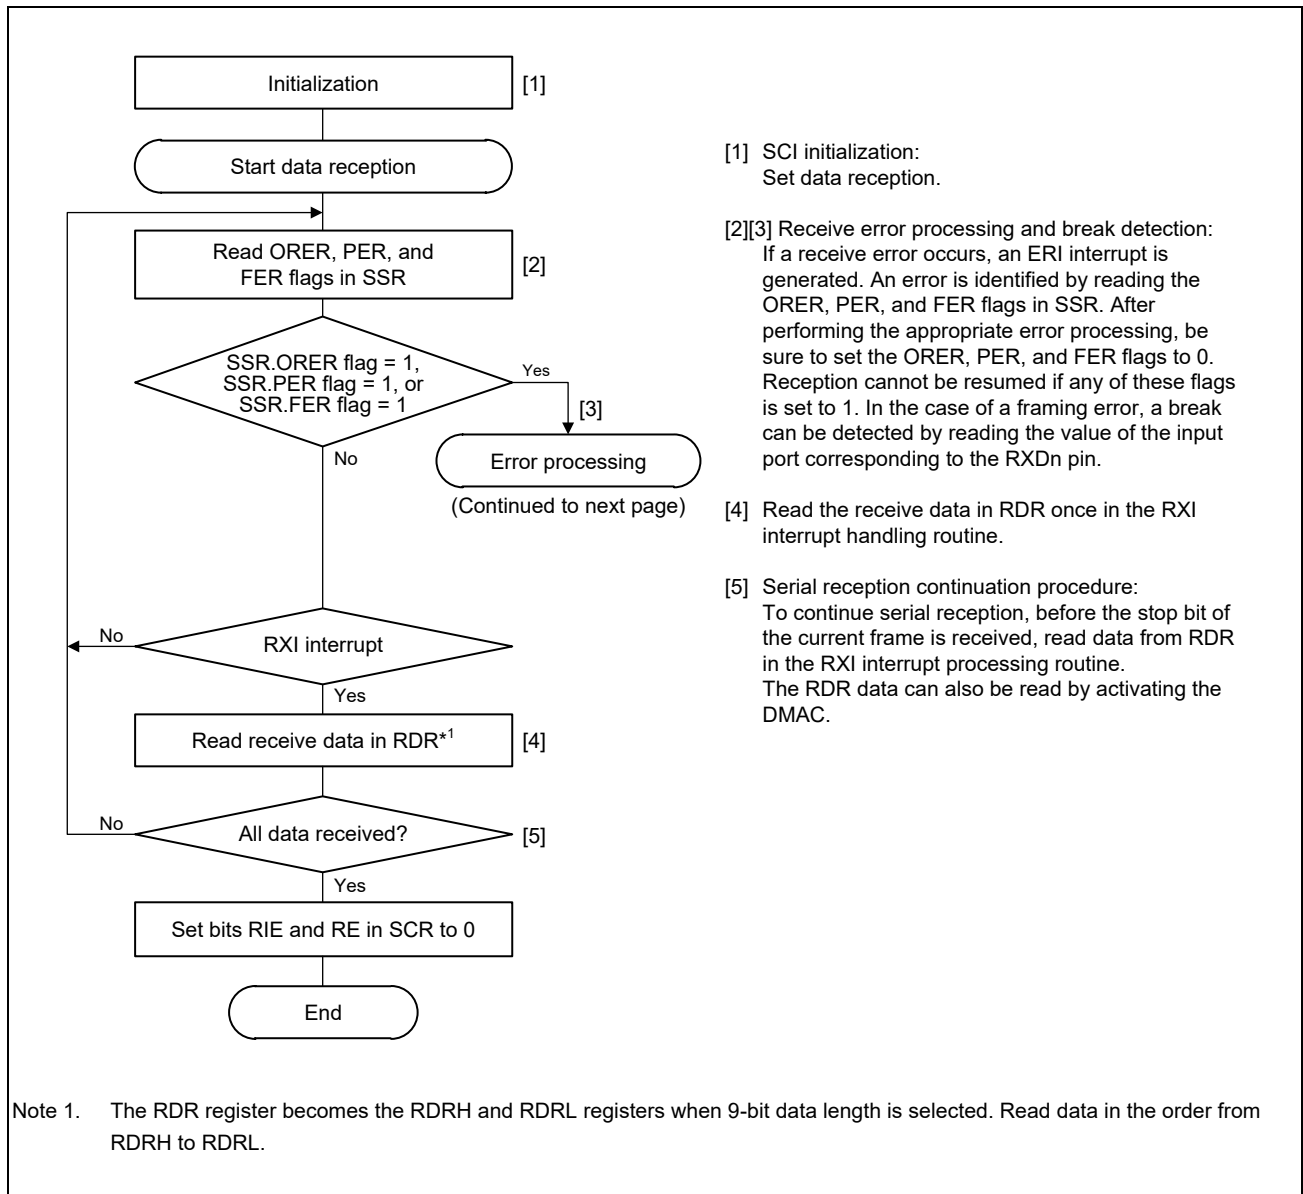 Initialization
[1]
Start data reception
Read ORER, PER, and
FER flags in SSR
[2]
SSR.ORER flag = 1,
SSR.PER flag = 1, or
SSR.FER flag = 1
Yes
[3]
No
Error processing
(Continued to next page)
RXI interrupt
No
Yes
Read receive data in RDR*1
[4]
All data received?
No
[5]
Yes
Set bits RIE and RE in SCR to 0
End
[1] SCI initialization:
Set data reception.
[2][3] Receive error processing and break detection:
If a receive error occurs, an ERI interrupt is
generated. An error is identified by reading the
ORER, PER, and FER flags in SSR. After
performing the appropriate error processing, be
sure to set the ORER, PER, and FER flags to 0.
Reception cannot be resumed if any of these flags
is set to 1. In the case of a framing error, a break
can be detected by reading the value of the input
port corresponding to the RXDn pin.
[4] Read the receive data in RDR once in the RXI
interrupt handling routine.
[5] Serial reception continuation procedure:
To continue serial reception, before the stop bit of
the current frame is received, read data from RDR
in the RXI interrupt processing routine.
The RDR data can also be read by activating the
DMAC.
Note 1. The RDR register becomes the RDRH and RDRL registers when 9-bit data length is selected. Read data in the order from
RDRH to RDRL.